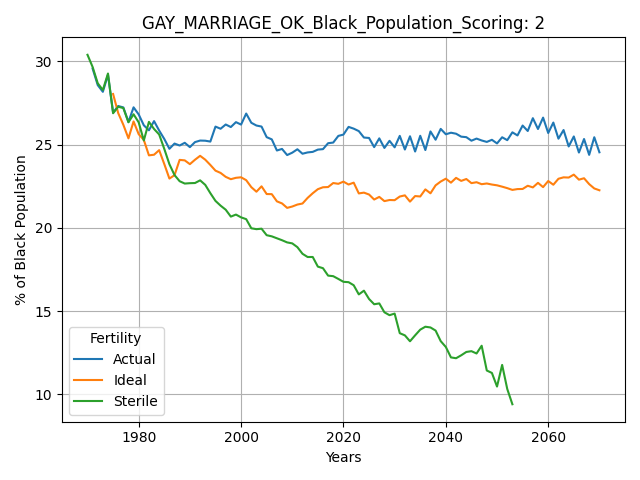 GAY_MARRIAGE_OK_Black_Population_Scoring: 2
% of Black Population
30
25
20
15
10
Fertility
Actual
Ideal
Sterile
1980
2000
2020
2040
2060
Years